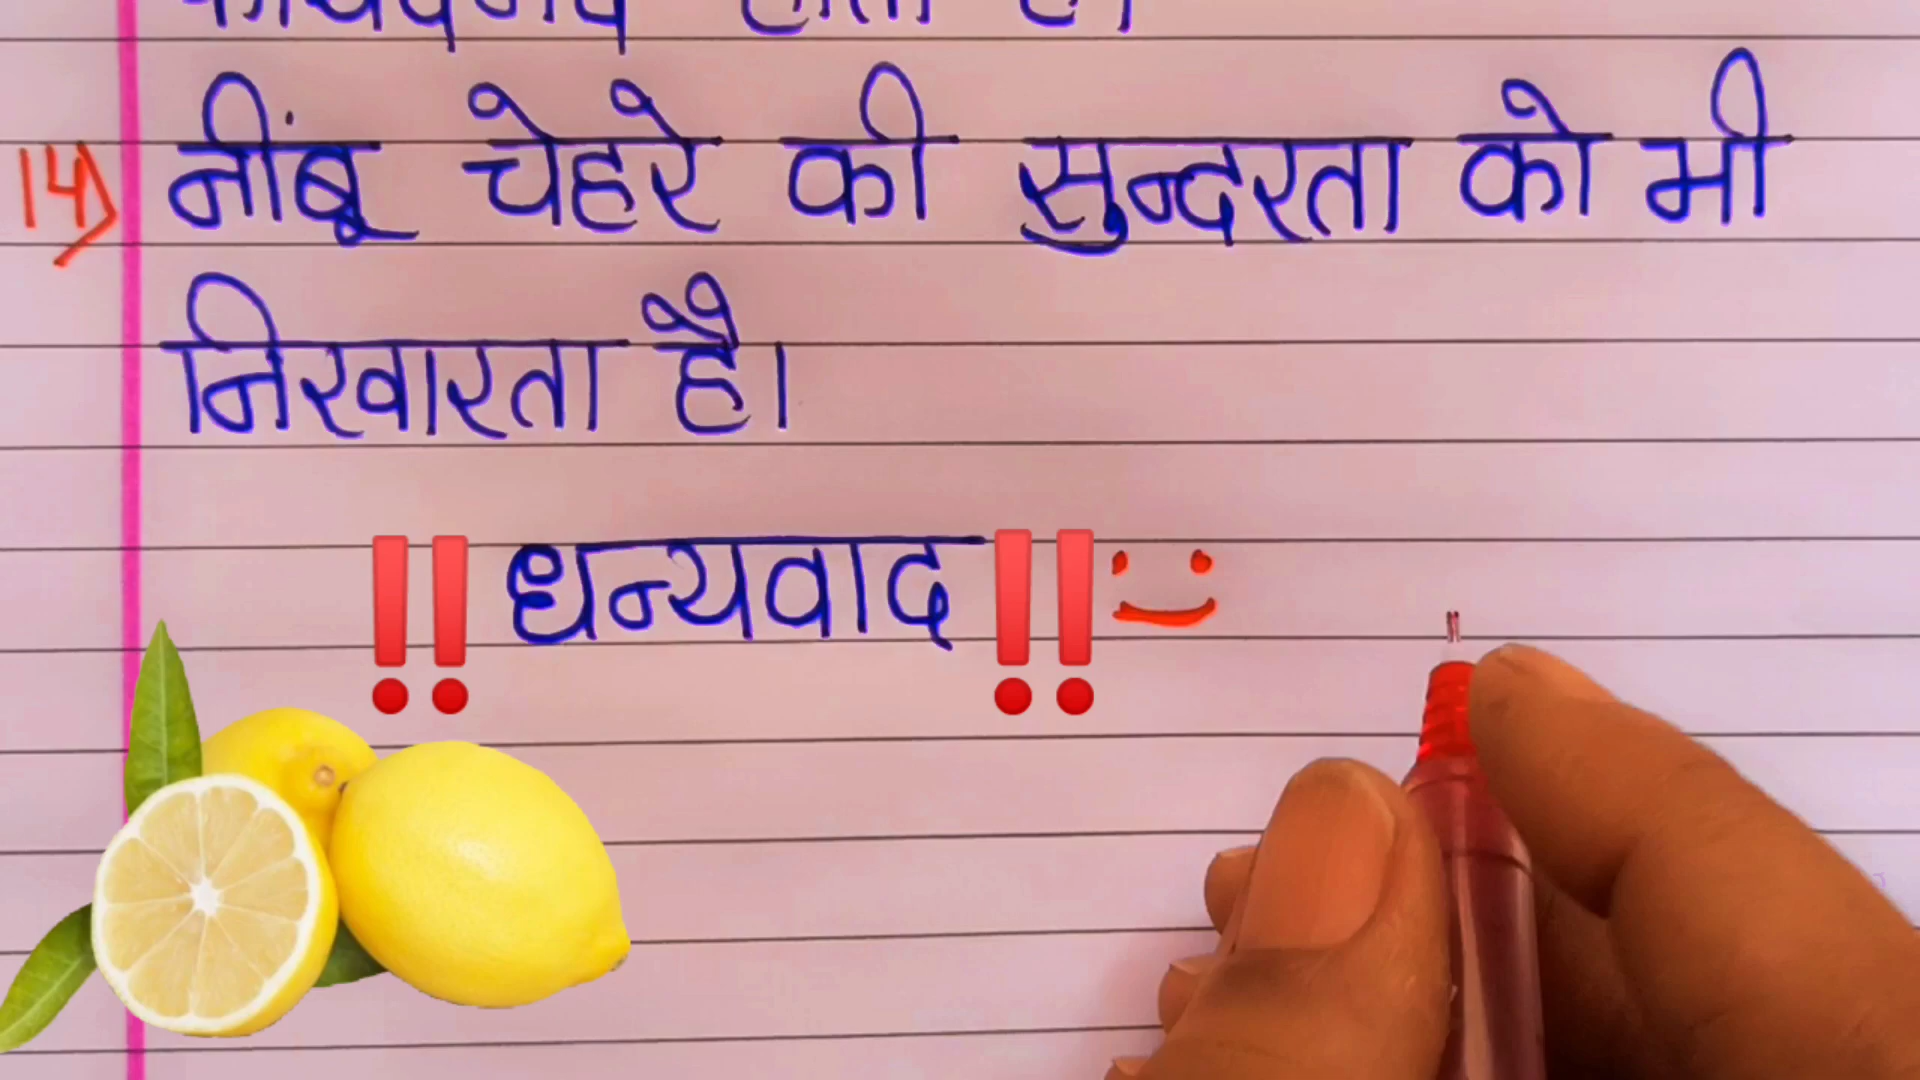 होता है।
14) नींबू चेहरे की सुन्दरता को भी
निखारता है।
‼धन्यवाद‼